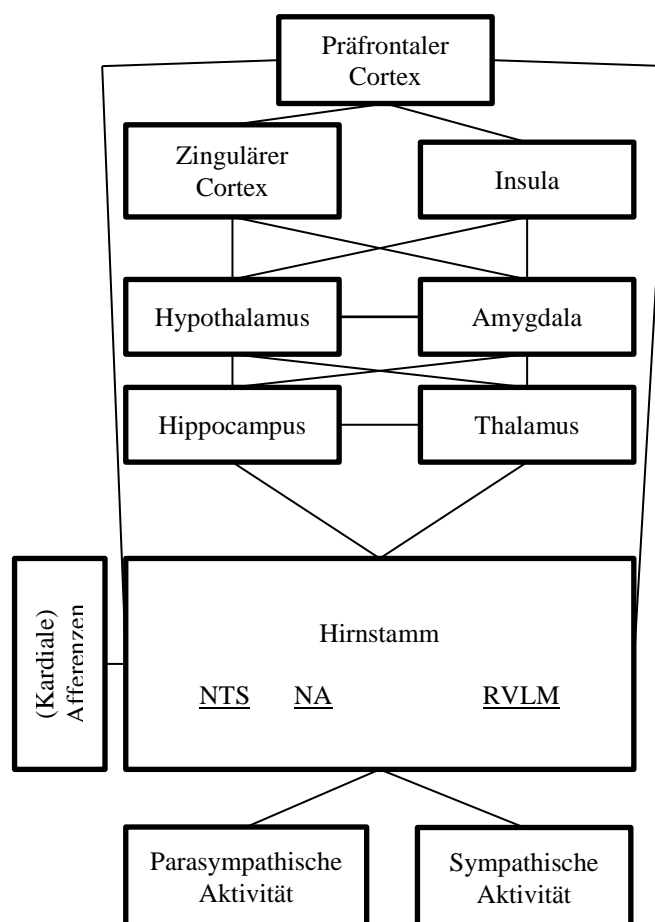 Präfrontaler
Cortex
Zingulärer
Cortex
Insula
Hypothalamus
Amygdala
Hippocampus
Thalamus
(Kardiale)
Afferenzen
Hirnstamm
NTS NA RVLM
Parasympathische
Aktivität
Sympathische
Aktivität